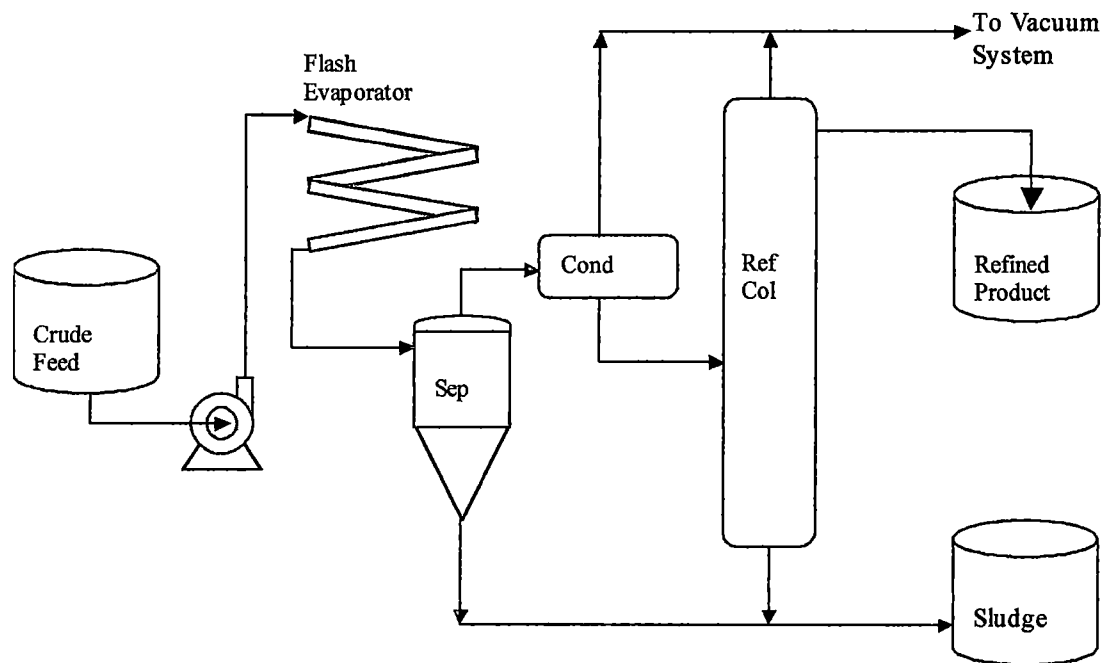 To Vacuum
System
Flash
Evaporator
Cond
Ref
Col
Refined
Product
Crude
Feed
Sep
Sludge